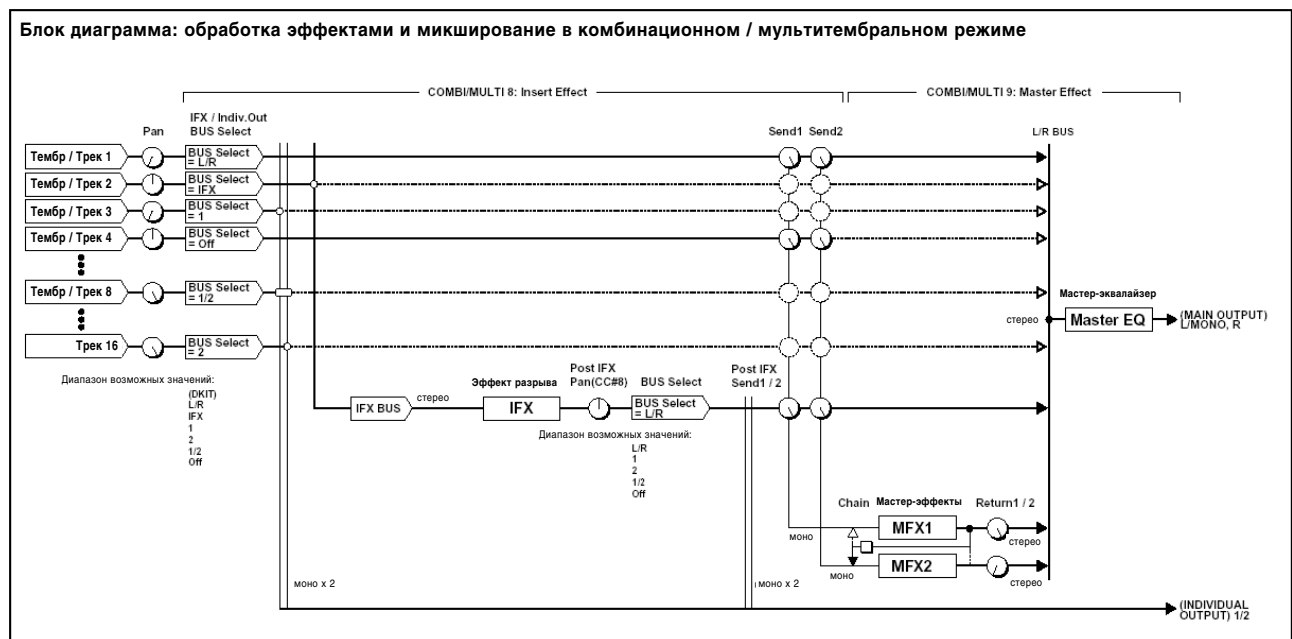 Блок диаграмма: обработка эффектами и микширование в комбинационном / мультитембральном режиме
COMBI/MULTI 8: Insert Effect
COMBI/MULTI 9: Master Effect
IFX / Indiv.Out
Pan
BUS Select
Send1
Send2
L/R BUS
Тембр / Трек 1
BUS Select
= L/R
Тембр / Трек 2
BUS Select
= IFX
Тембр / Трек 3
BUS Select
= 1
Тембр / Трек 4
BUS Select
= Off
Тембр / Трек 8
BUS Select
= 1/2
Мастер-эквалайзер
стерео
Master EQ
(MAIN OUTPUT)
L/MONO, R
Трек 16
BUS Select
= 2
Диапазон возможных значений:
(DKIT)
L/R
IFX
1
2
1/2
Off
IFX BUS
стерео
Эффект разрыва
IFX
Post IFX
Pan(CC#8)
BUS Select
BUS Select
= L/R
Post IFX
Send1 / 2
Диапазон возможных значений:
L/R
1
2
1/2
Off
Chain
Мастер-эффекты
Return1 / 2
моно
MFX1
стерео
моно
MFX2
стерео
моно x 2
моно x 2
(INDIVIDUAL
OUTPUT) 1/2